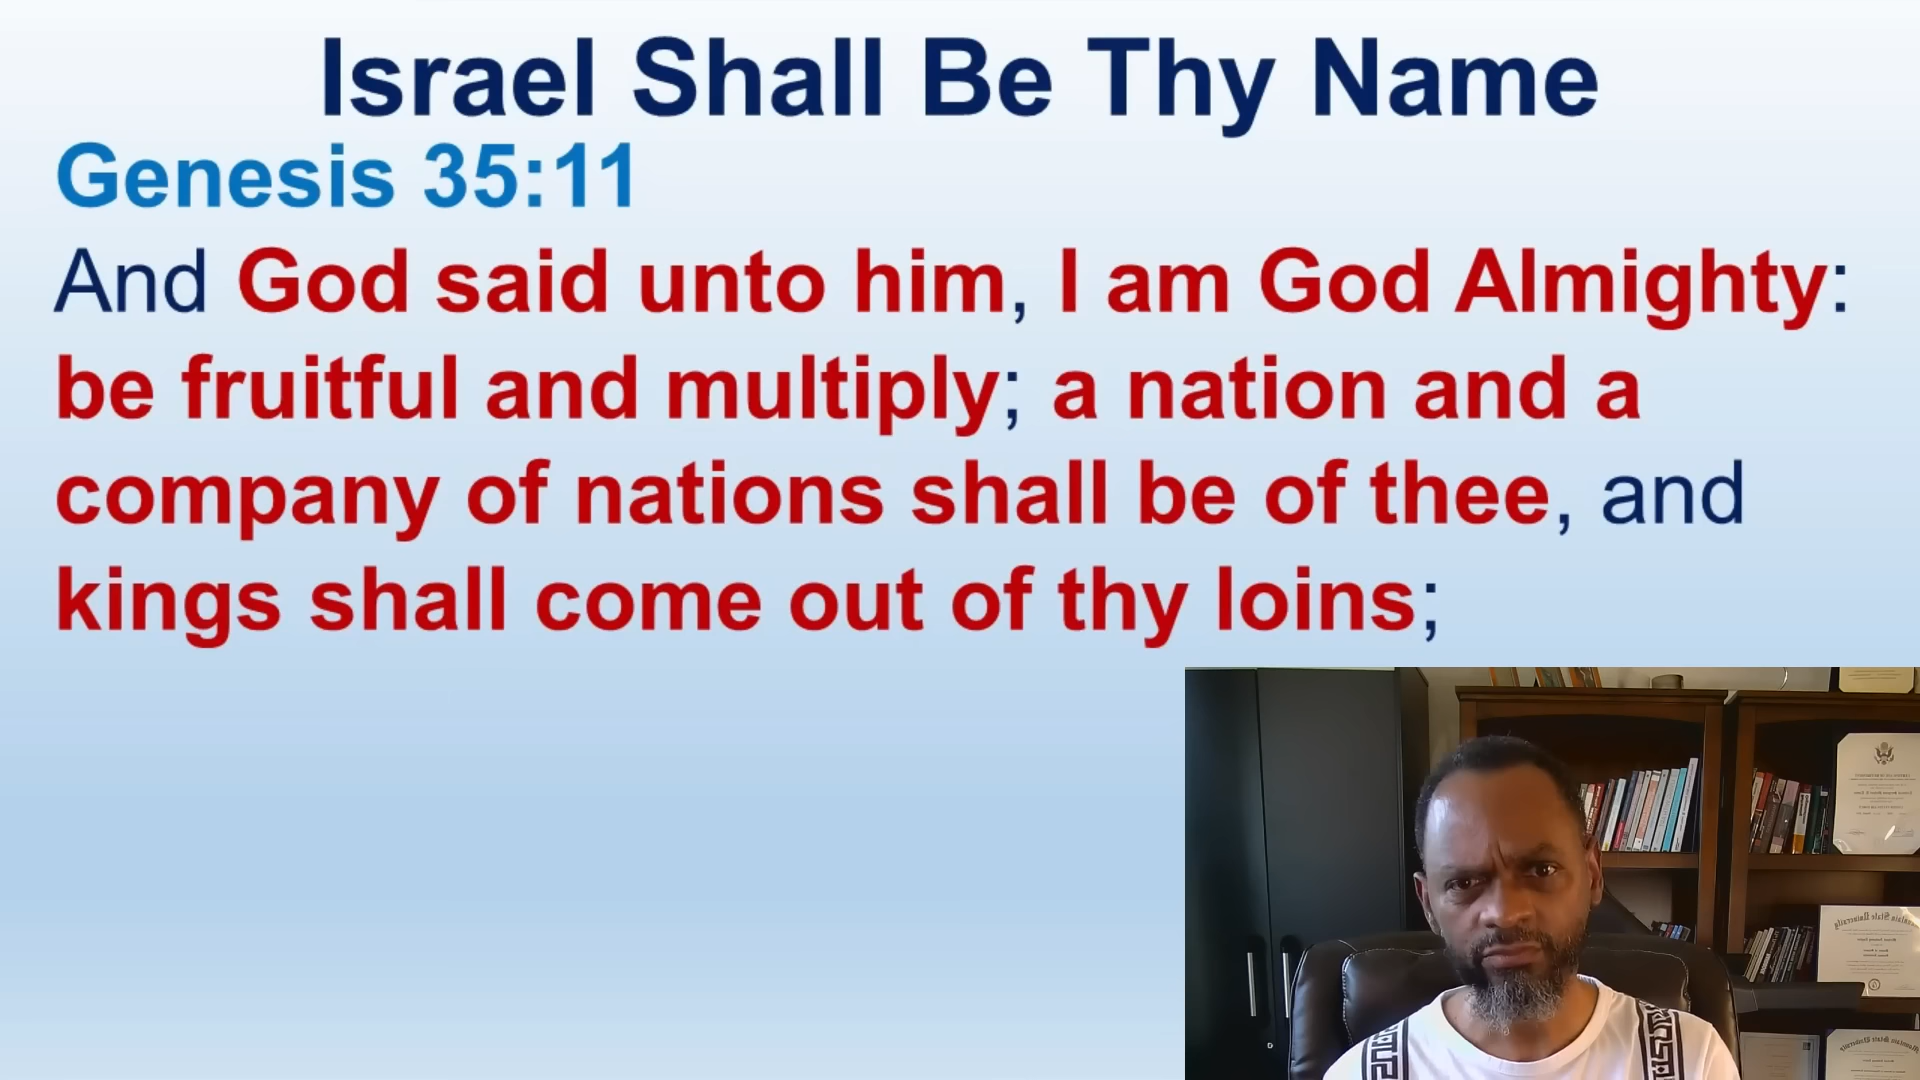 Israel Shall Be Thy Name
Genesis 35:11
And God said unto him, I am God Almighty:
be fruitful and multiply; a nation and a
company of nations shall be of thee, and
kings shall come out of thy loins;